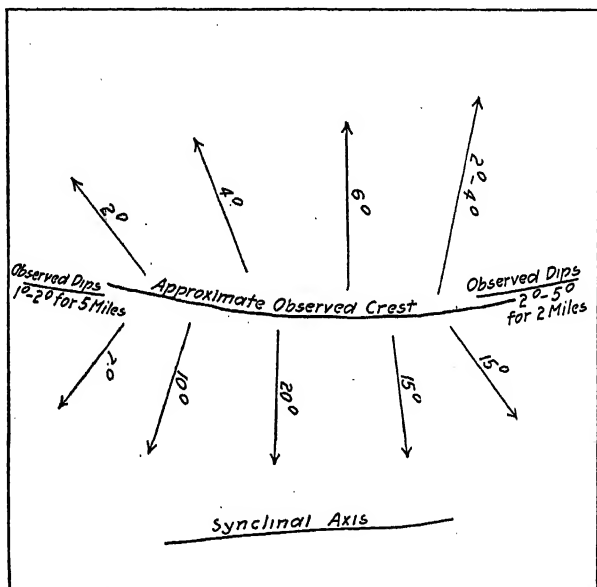 2°
4°
6°
2°-4°
Observed Dips
1°-2° for 5 Miles
Approximate Observed Crest
Observed Dips
2°-5°
for 2 Miles
2°
10°
20°
15°
15°
Synclinal Axis